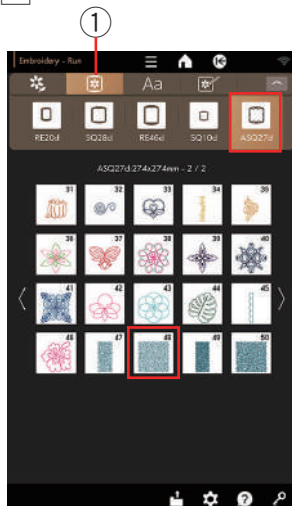 1
Embroidery - Run
Aa
RE20d SQ28d RE46d SQ10d ASQ27d
ASQ27d:274x274mm - 2 / 2
31 32 33 34 35
36 37 38 39 40
41 42 43 44 45
46 47 48 49 50
?